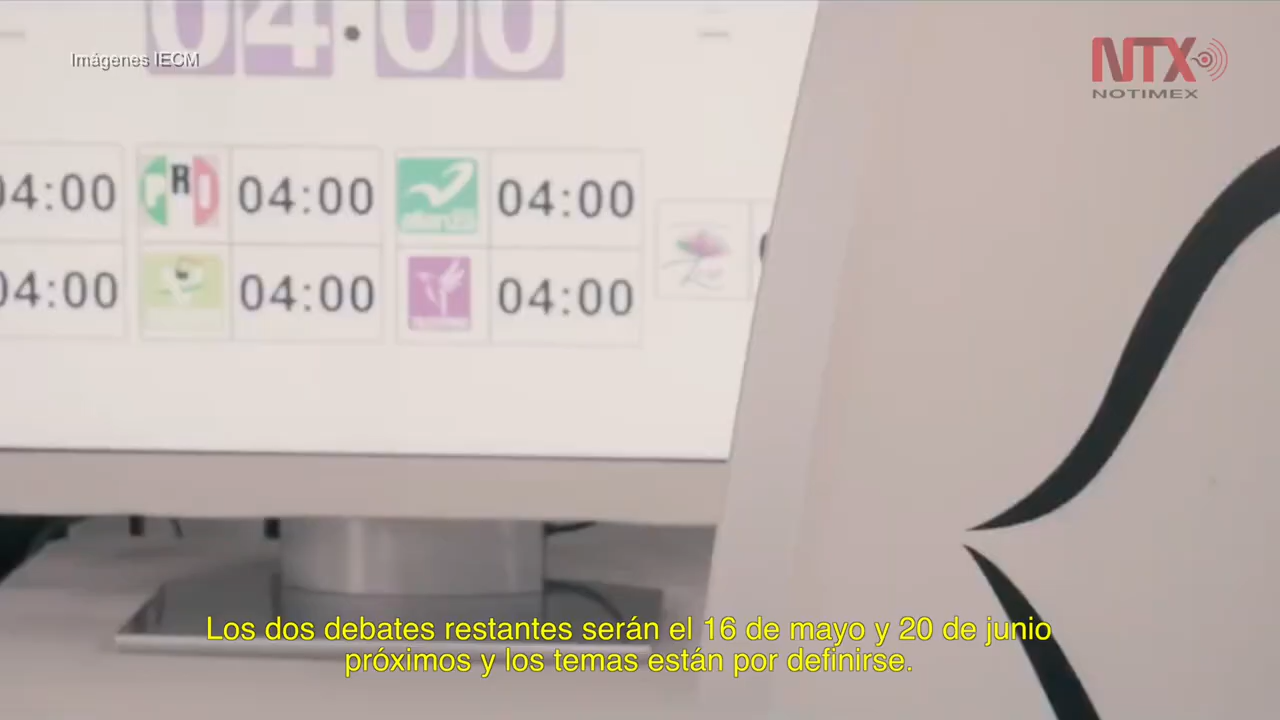 04:00
Imágenes IECM
NTX
NOTIMEX
04:00 PRI 04:00 04:00
04:00 04:00 04:00
Los dos debates restantes serán el 16 de mayo y 20 de junio
próximos y los temas están por definirse.